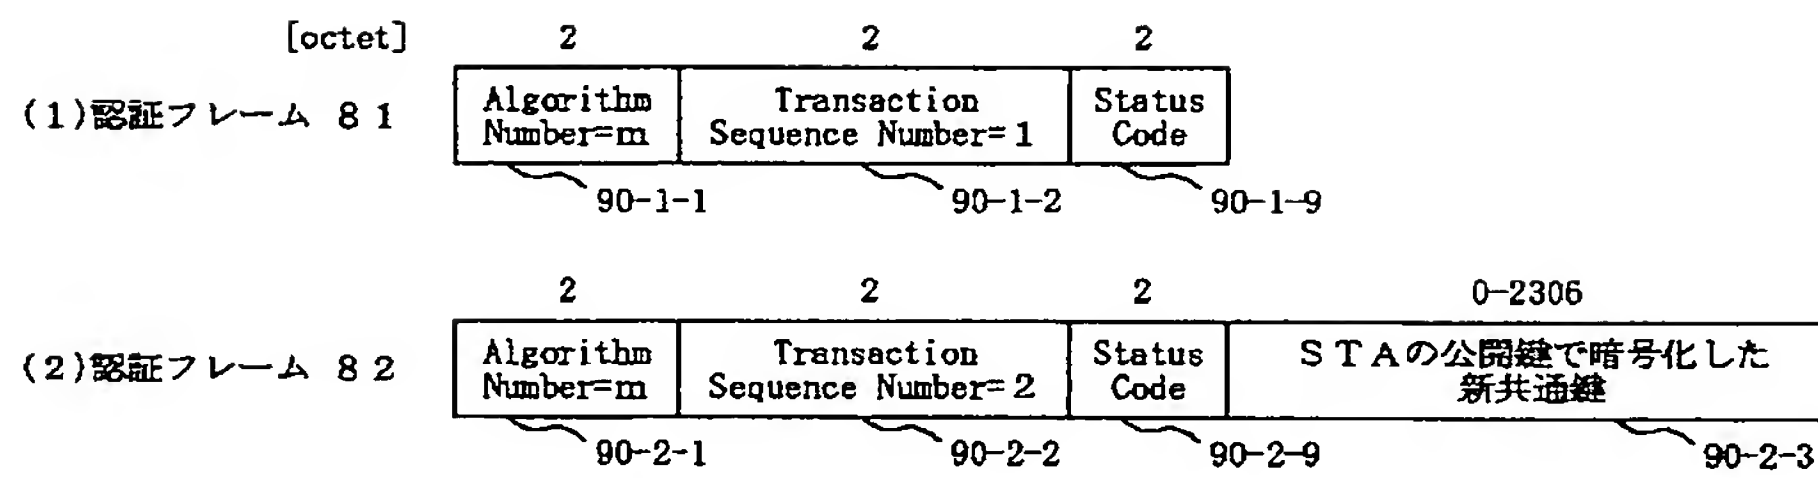 [octet] 2 2 2
(1)認証フレーム 81
Algorithm
Number=m
Transaction
Sequence Number=1
Status
Code
90-1-1 90-1-2 90-1-9
2 2 2 0-2306
(2)認証フレーム 82
Algorithm
Number=m
Transaction
Sequence Number=2
Status
Code
STAの公開鍵で暗号化した
新共通鍵
90-2-1 90-2-2 90-2-9 90-2-3